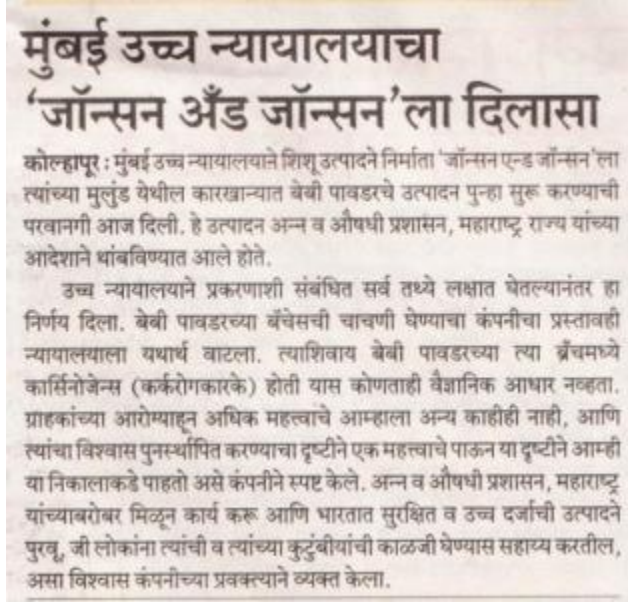 मुंबई उच्च न्यायालयाचा
'जॉन्सन अँड जॉन्सन'ला दिलासा
कोल्हापूर : मुंबई उच्च न्यायालयाने शिशू उत्पादने निर्माता 'जॉन्सन एन्ड जॉन्सन'ला
त्यांच्या मुलुंड येथील कारखान्यात बेबी पावडरचे उत्पादन पुन्हा सुरू करण्याची
परवानगी आज दिली. हे उत्पादन अन्न व औषधी प्रशासन, महाराष्ट्र राज्य यांच्या
आदेशाने थांबविण्यात आले होते.
उच्च न्यायालयाने प्रकरणाशी संबंधित सर्व तथ्ये लक्षात घेतल्यानंतर हा
निर्णय दिला. बेबी पावडरच्या बॅचेसची चाचणी घेण्याचा कंपनीचा प्रस्तावही
न्यायालयाला यथार्थ वाटला. त्याशिवाय बेबी पावडरच्या त्या ब्रँचमध्ये
कार्सिनोजेन्स (कर्करोगकारके) होती यास कोणताही वैज्ञानिक आधार नव्हता.
ग्राहकांच्या आरोग्याहून अधिक महत्त्वाचे आम्हाला अन्य काहीही नाही, आणि
त्यांचा विश्वास पुनर्स्थापित करण्याचा दृष्टीने एक महत्त्वाचे पाऊन या दृष्टीने आम्ही
या निकालाकडे पाहतो असे कंपनीने स्पष्ट केले. अन्न व औषधी प्रशासन, महाराष्ट्र
यांच्याबरोबर मिळून कार्य करू आणि भारतात सुरक्षित व उच्च दर्जाची उत्पादने
पुरवू, जी लोकांना त्यांची व त्यांच्या कुटुंबीयांची काळजी घेण्यास सहाय्य करतील,
असा विश्वास कंपनीच्या प्रवक्त्याने व्यक्त केला.